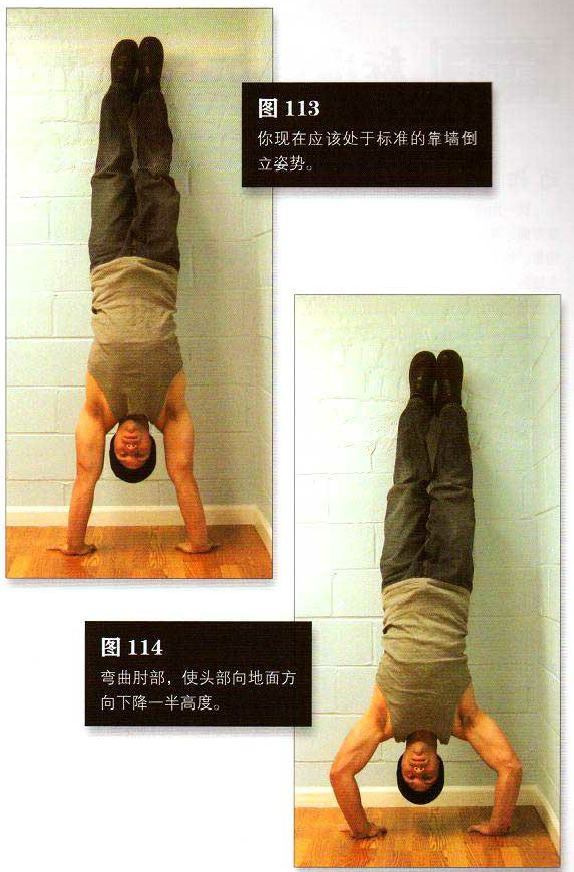 图 113
你现在应该处于标准的靠墙倒
立姿势。
图 114
弯曲肘部，使头部向地面方
向下降一半高度。